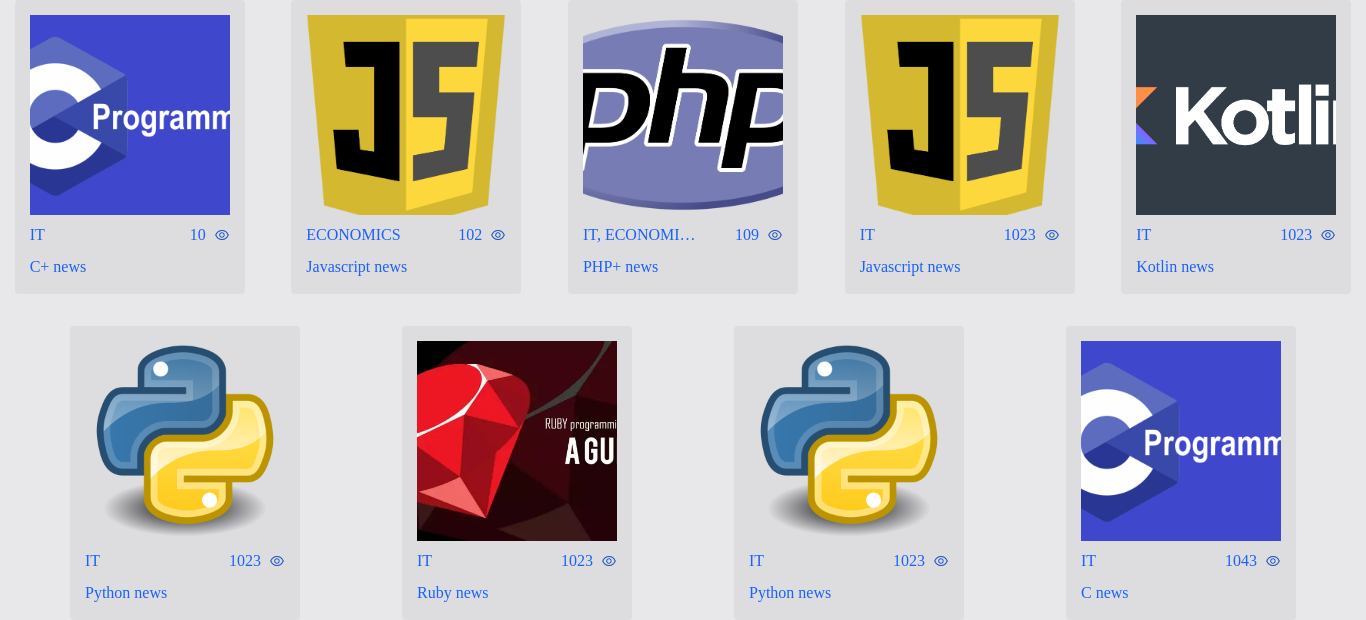 Programm
JS
php
JS
Kotlin
IT 10
ECONOMICS 102
IT, ECONOMI… 109
IT 1023
IT 1023
C+ news
Javascript news
PHP+ news
Javascript news
Kotlin news
RUBY programmi
A GU
Programm
IT 1023
IT 1023
IT 1023
IT 1043
Python news
Ruby news
Python news
C news